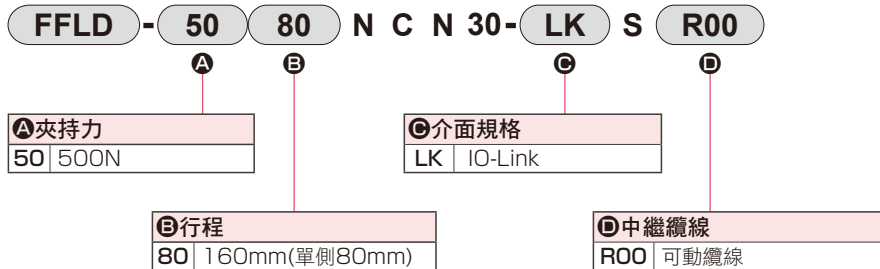 FFLD - 50 80 N C N 30 - LK S R00
A B C D
A夾持力
50 500N
C介面規格
LK IO-Link
B行程
80 160mm(單側80mm)
D中繼纜線
R00 可動纜線